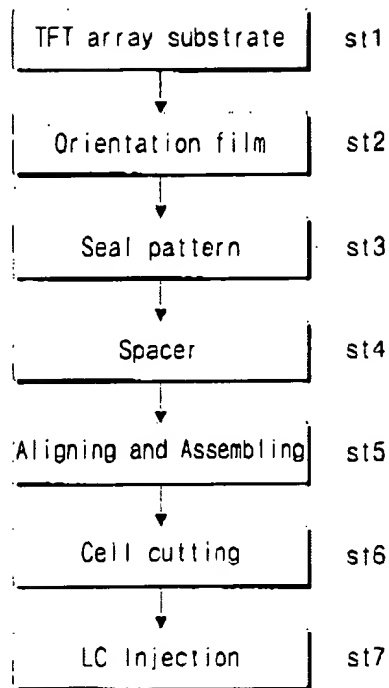 TFT array substrate st1
Orientation film st2
Seal pattern st3
Spacer st4
Aligning and Assembling st5
Cell cutting st6
LC Injection st7